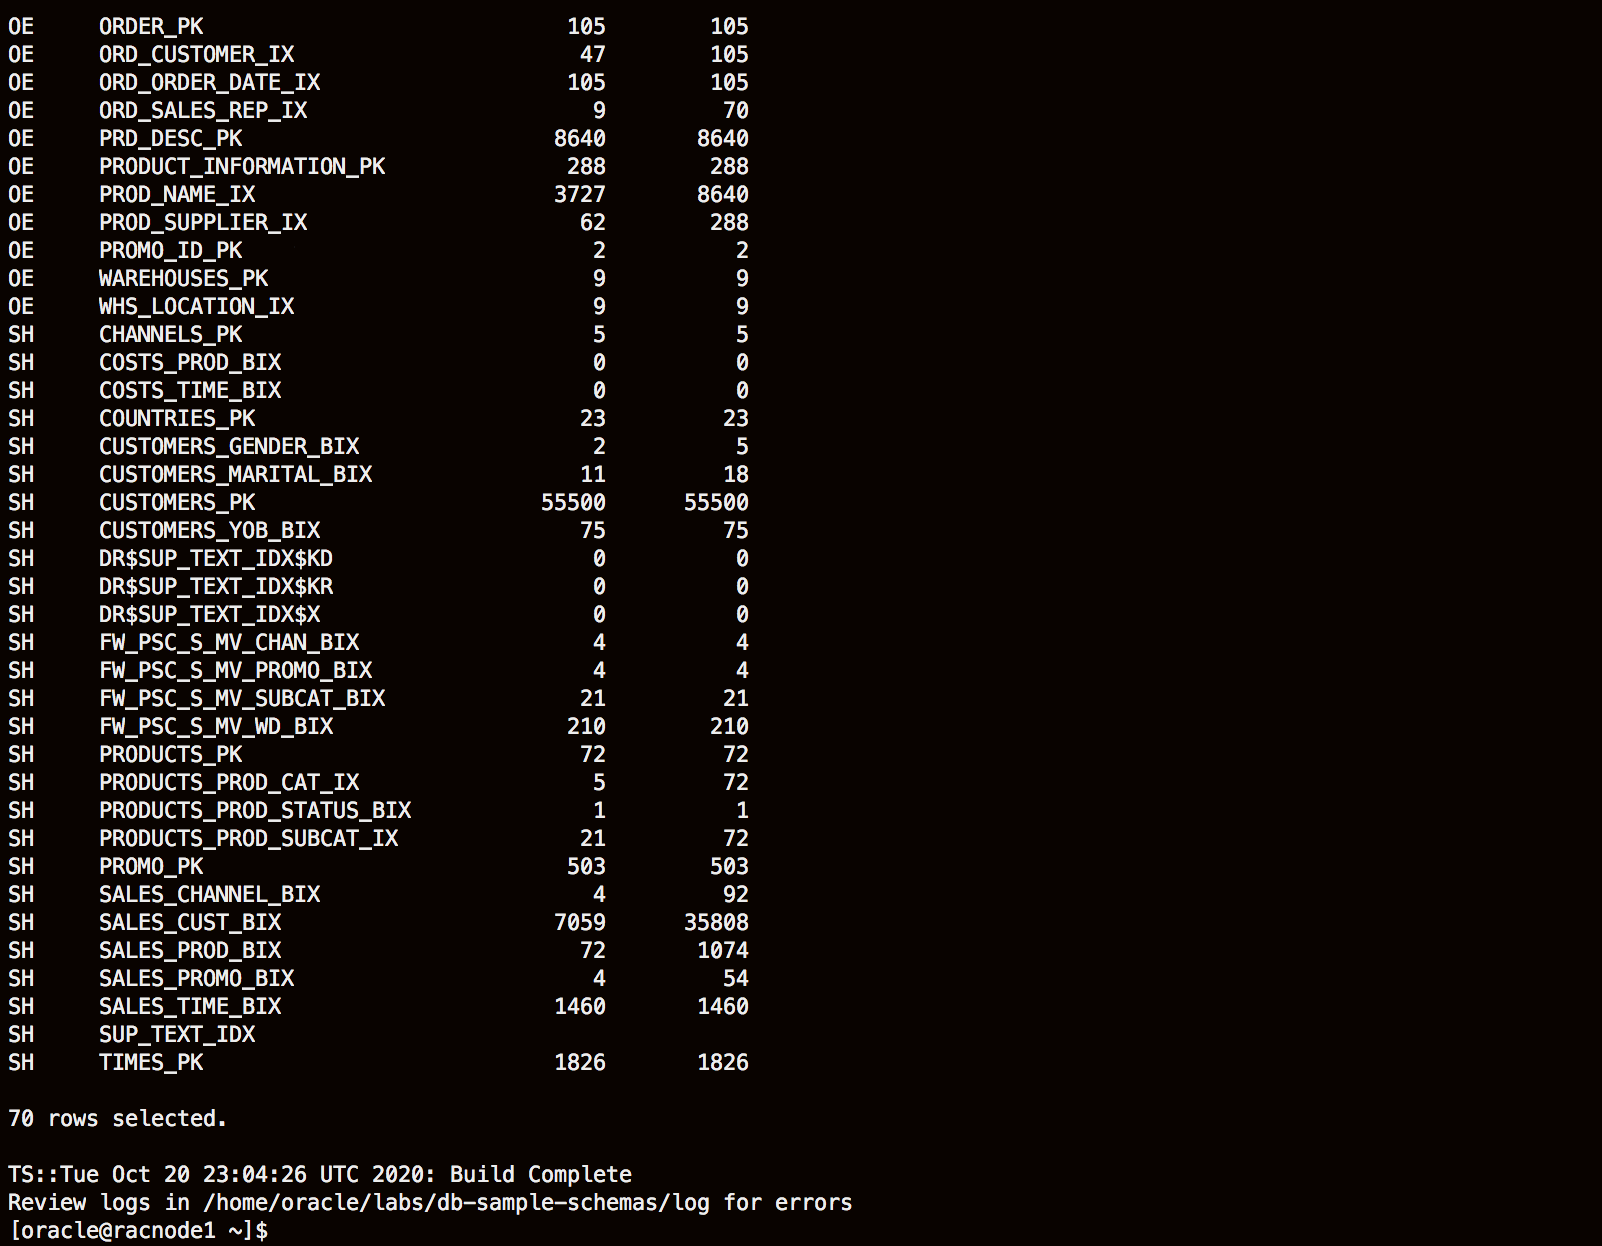 OE     ORDER_PK                            105        105
OE     ORD_CUSTOMER_IX                      47        105
OE     ORD_ORDER_DATE_IX                   105        105
OE     ORD_SALES_REP_IX                      9         70
OE     PRD_DESC_PK                        8640       8640
OE     PRODUCT_INFORMATION_PK              288        288
OE     PROD_NAME_IX                       3727       8640
OE     PROD_SUPPLIER_IX                     62        288
OE     PROMO_ID_PK                           2          2
OE     WAREHOUSES_PK                         9          9
OE     WHS_LOCATION_IX                       9          9
SH     CHANNELS_PK                           5          5
SH     COSTS_PROD_BIX                        0          0
SH     COSTS_TIME_BIX                        0          0
SH     COUNTRIES_PK                         23         23
SH     CUSTOMERS_GENDER_BIX                  2          5
SH     CUSTOMERS_MARITAL_BIX                11         18
SH     CUSTOMERS_PK                      55500      55500
SH     CUSTOMERS_YOB_BIX                    75         75
SH     DR$SUP_TEXT_IDX$KD                    0          0
SH     DR$SUP_TEXT_IDX$KR                    0          0
SH     DR$SUP_TEXT_IDX$X                     0          0
SH     FW_PSC_S_MV_CHAN_BIX                  4          4
SH     FW_PSC_S_MV_PROMO_BIX                 4          4
SH     FW_PSC_S_MV_SUBCAT_BIX               21         21
SH     FW_PSC_S_MV_WD_BIX                  210        210
SH     PRODUCTS_PK                          72         72
SH     PRODUCTS_PROD_CAT_IX                  5         72
SH     PRODUCTS_PROD_STATUS_BIX              1          1
SH     PRODUCTS_PROD_SUBCAT_IX              21         72
SH     PROMO_PK                            503        503
SH     SALES_CHANNEL_BIX                     4         92
SH     SALES_CUST_BIX                     7059      35808
SH     SALES_PROD_BIX                       72       1074
SH     SALES_PROMO_BIX                       4         54
SH     SALES_TIME_BIX                     1460       1460
SH     SUP_TEXT_IDX
SH     TIMES_PK                           1826       1826
70 rows selected.
TS::Tue Oct 20 23:04:26 UTC 2020: Build Complete
Review logs in /home/oracle/labs/db-sample-schemas/log for errors
[oracle@racnode1 ~]$